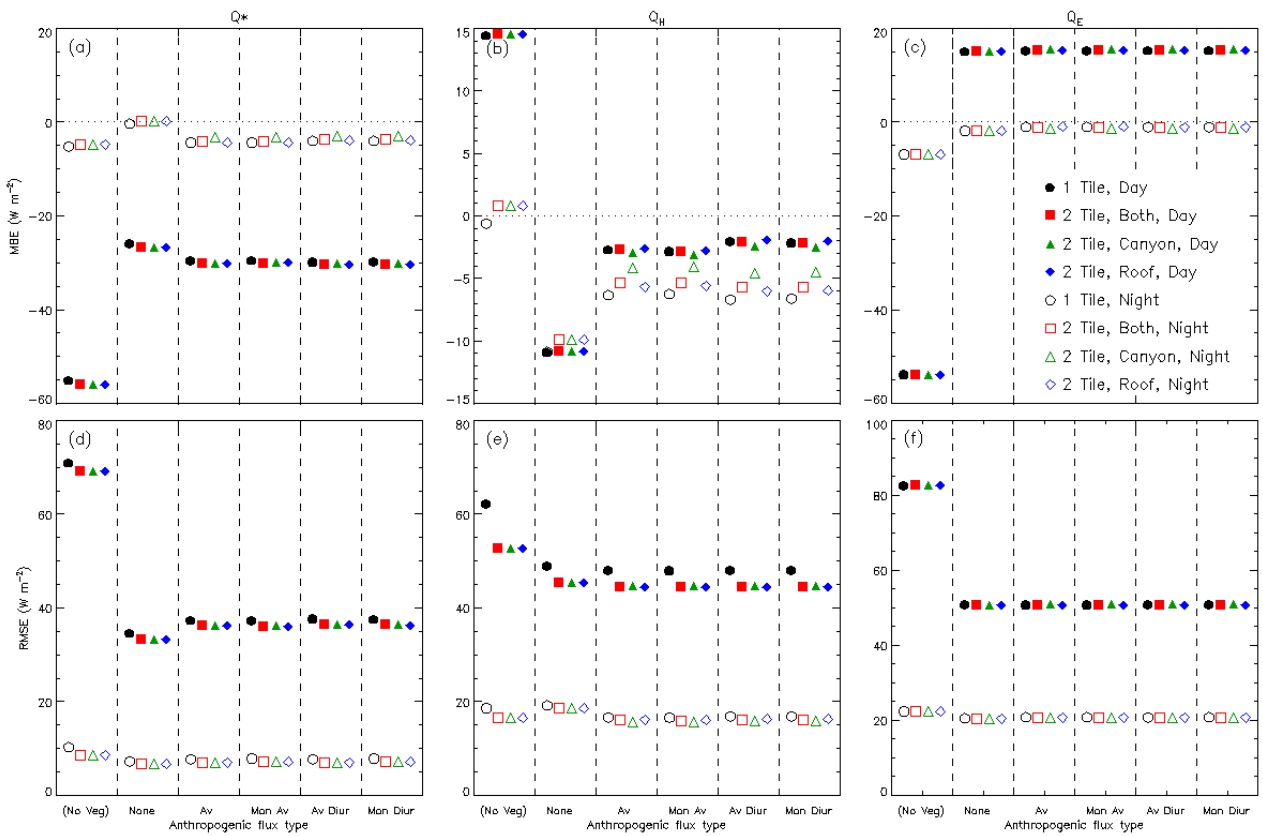 Q* Q_H Q_E
(a) (b) (c)
20 15 20
10
0 5 0
−20 0 −20
−5
−40 −10 −40
−60 −15 −60
MBE (W m⁻²)
1 Tile, Day
2 Tile, Both, Day
2 Tile, Canyon, Day
2 Tile, Roof, Day
1 Tile, Night
2 Tile, Both, Night
2 Tile, Canyon, Night
2 Tile, Roof, Night
(d) (e) (f)
80 80 100
60 60 80
40 40 60
20 20 40
0 0 20
0
RMSE (W m⁻²)
(No Veg) None Av Mon Av Av Diur Mon Diur (No Veg) None Av Mon Av Av Diur Mon Diur (No Veg) None Av Mon Av Av Diur Mon Diur
Anthropogenic flux type Anthropogenic flux type Anthropogenic flux type